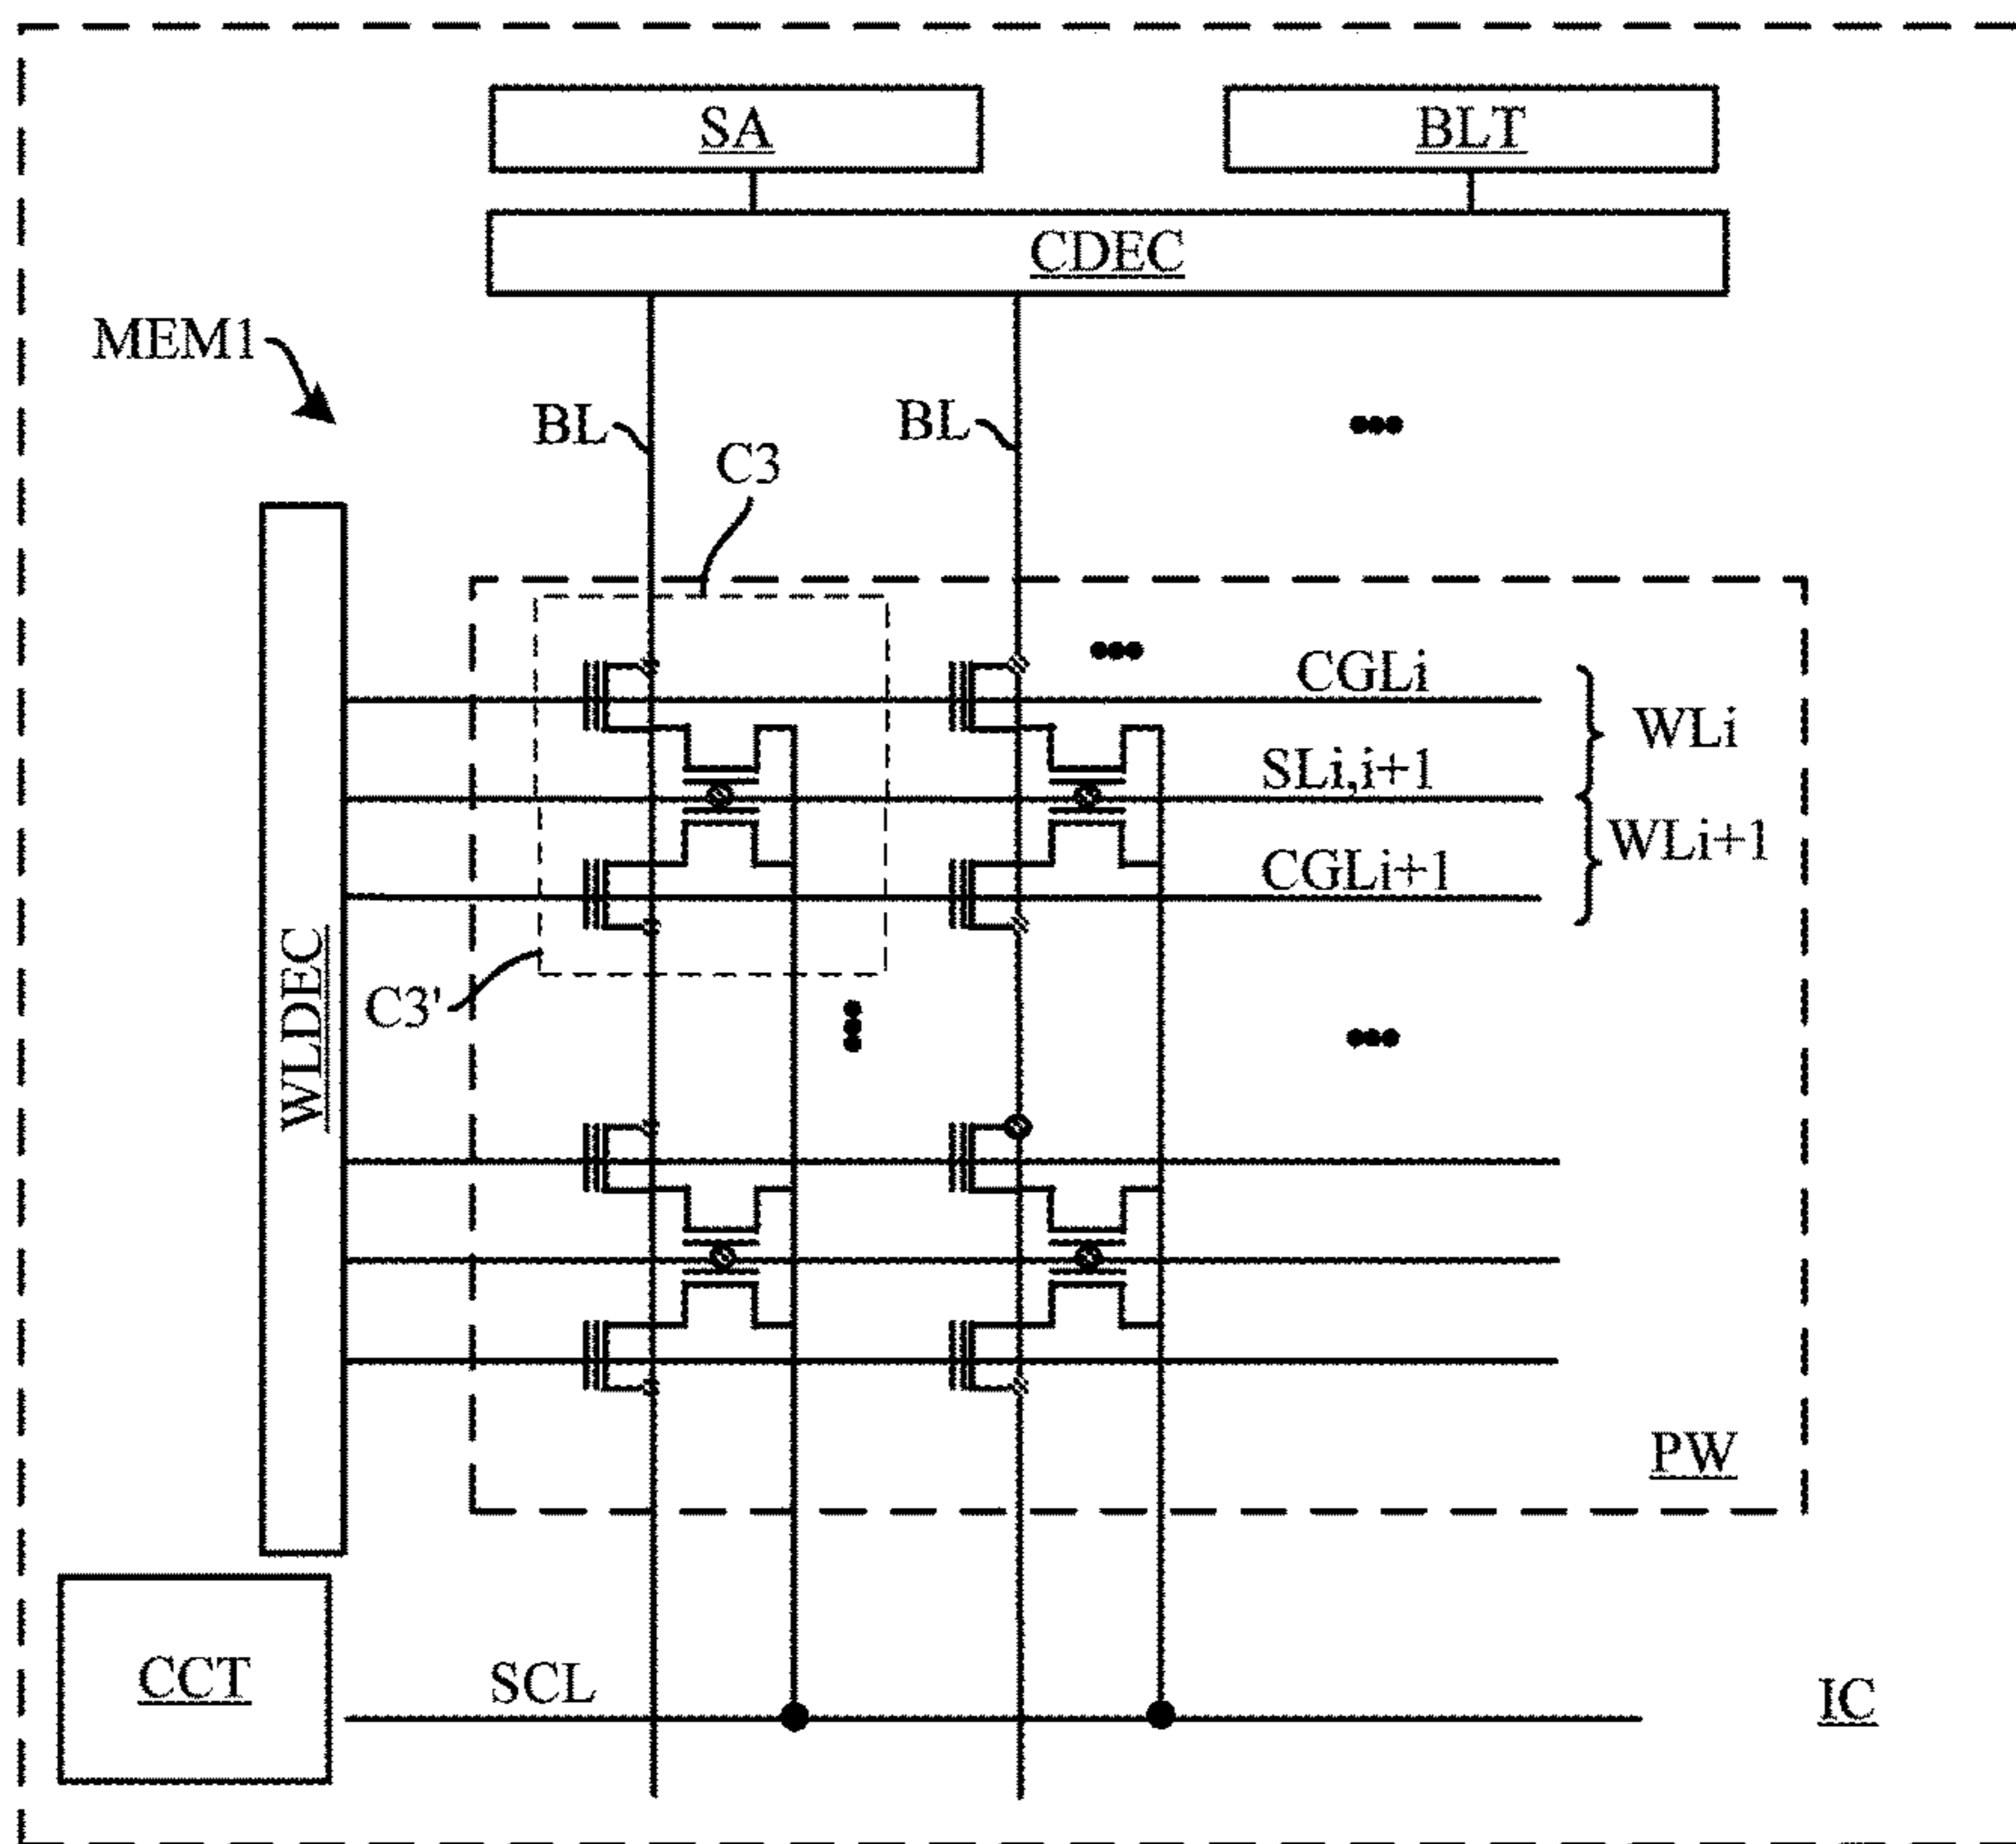 SA
BLT
CDEC
MEM1
BL
BL
C3
CGLi
WLi
SLi,i+1
WLi+1
CGLi+1
WLDEC
C3'
PW
CCT
SCL
IC